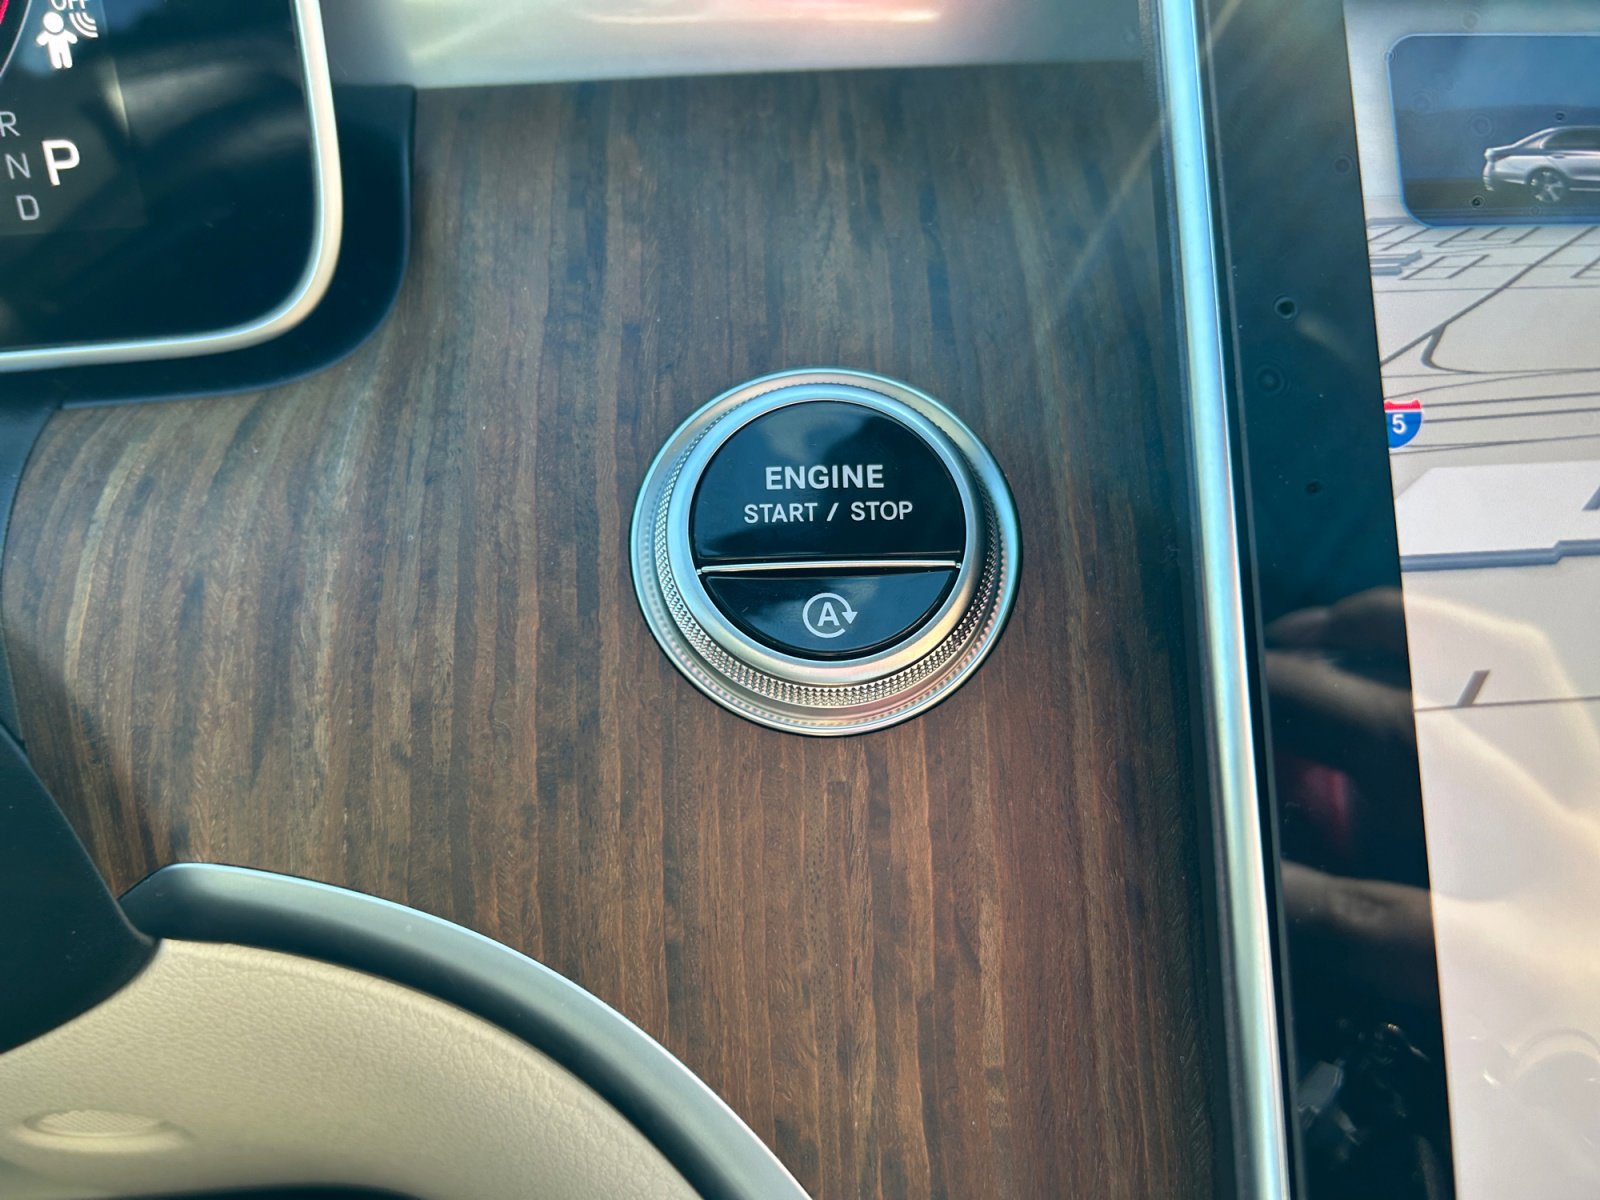 OFF
R
N P
D
ENGINE
START / STOP
A
5